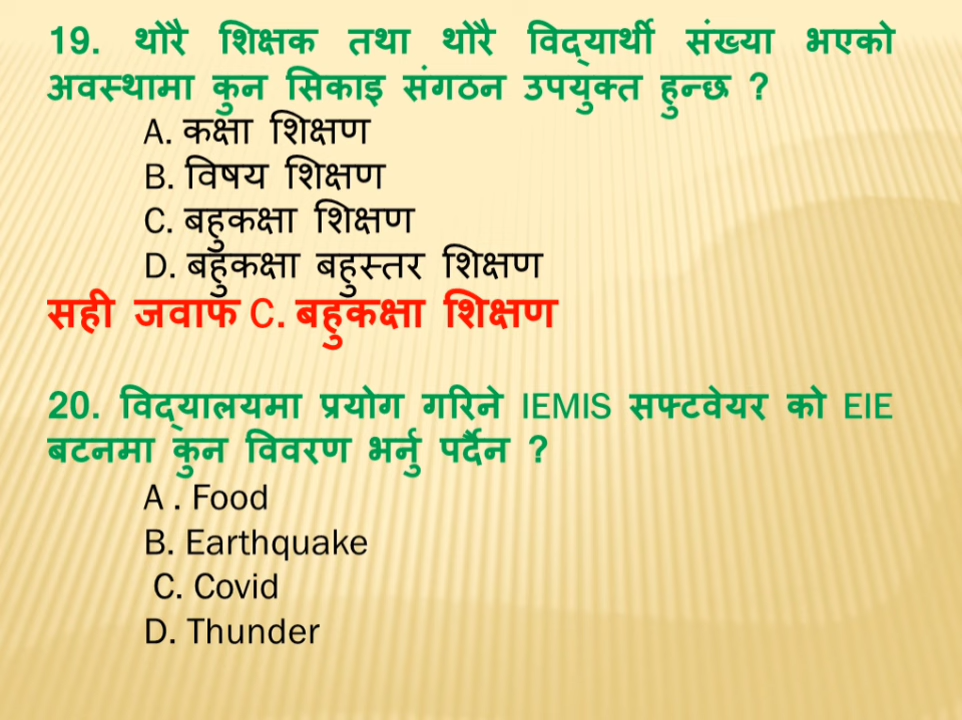 19. थोरै शिक्षक तथा थोरै विद्यार्थी संख्या भएको
अवस्थामा कुन सिकाइ संगठन उपयुक्त हुन्छ ?
A. कक्षा शिक्षण
B. विषय शिक्षण
C. बहुकक्षा शिक्षण
D. बहुँकक्षा बहुस्तर शिक्षण
सही जवाफ C. बहुकक्षा शिक्षण
20. विद्यालयमा प्रयोग गरिने IEMIS सफ्टवेयर को EIE
बटनमा कुन विवरण भर्नु पर्दैन ?
A . Food
B. Earthquake
C. Covid
D. Thunder